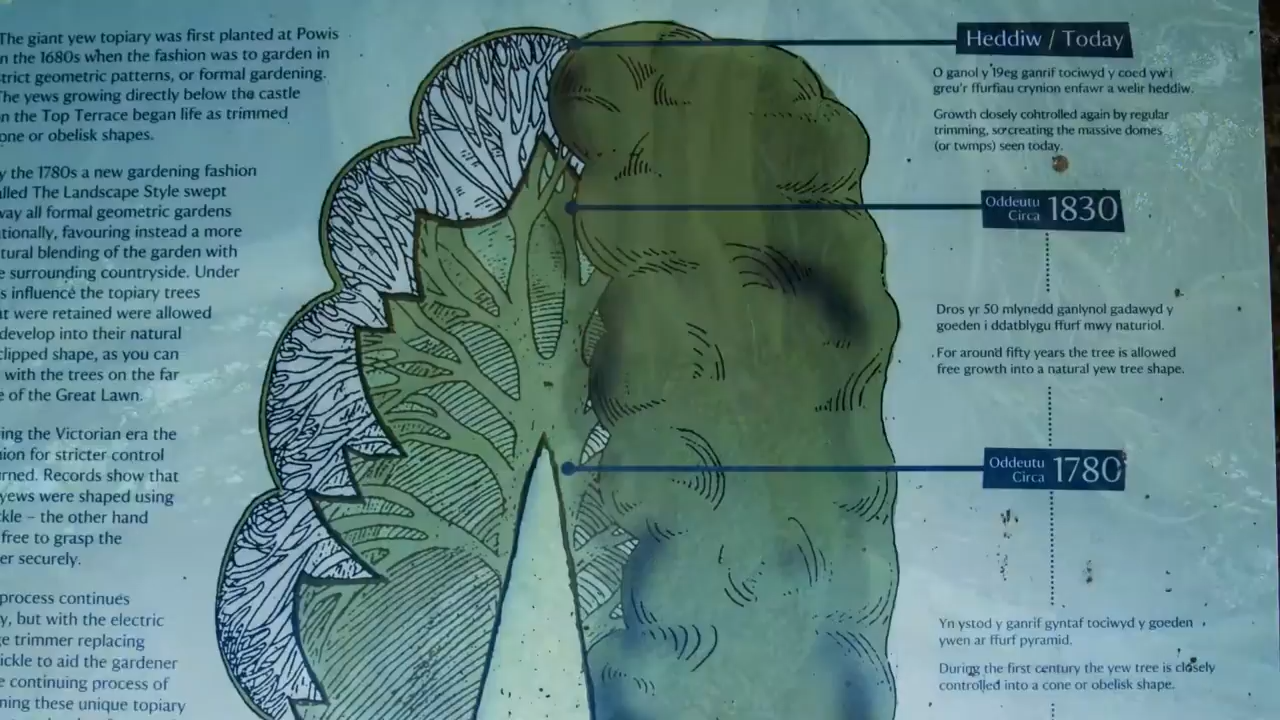 The giant yew topiary was first planted at Powis
n the 1680s when the fashion was to garden in
trict geometric patterns, or formal gardening.
The yews growing directly below the castle
n the Top Terrace began life as trimmed
one or obelisk shapes.
y the 1780s a new gardening fashion
alled The Landscape Style swept
way all formal geometric gardens
ationally, favouring instead a more
tural blending of the garden with
e surrounding countryside. Under
s influence the topiary trees
at were retained were allowed
develop into their natural
clipped shape, as you can
with the trees on the far
e of the Great Lawn.
ing the Victorian era the
ion for stricter control
urned. Records show that
yews were shaped using
kle – the other hand
free to grasp the
er securely.
process continues
y, but with the electric
ge trimmer replacing
ickle to aid the gardener
e continuing process of
ning these unique topiary
Heddiw / Today
O ganol y 19eg ganrif tociwyd y coed yw i
greu'r ffurfiau crynion enfawr a welir heddiw.
Growth closely cohtrolled again by regular
trimming, so creating the massive domes
(or twmps) seen today.
Oddeutu
Circa 1830
Dros yr 50 mlynedd ganlynol gadawyd y
goeden i ddatblygu ffurf mwy naturiol.
For around fifty years the tree is allowed
free growth into a natural yew tree shape.
Oddeutu
Circa 1780
Yn ystod y ganrif gyntaf tociwyd y goeden
ywen ar ffurf pyramid.
During the first century the yew tree is closely
controlled into a cone or obelisk shape.